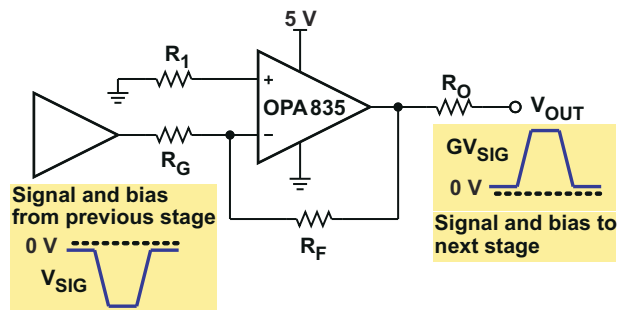 5 V
R1
+
OPA835
−
RO
VOUT
RG
GVSIG
0 V
Signal and bias to
next stage
Signal and bias
from previous stage
0 V
VSIG
RF